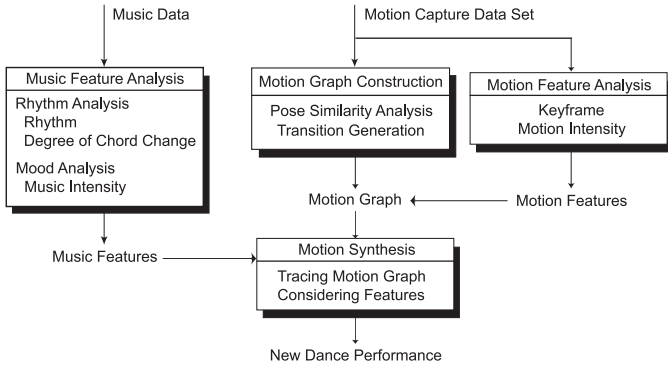 Music Data
Motion Capture Data Set
Music Feature Analysis
Rhythm Analysis
Rhythm
Degree of Chord Change
Mood Analysis
Music Intensity
Motion Graph Construction
Pose Similarity Analysis
Transition Generation
Motion Feature Analysis
Keyframe
Motion Intensity
Motion Graph
Motion Features
Music Features
Motion Synthesis
Tracing Motion Graph
Considering Features
New Dance Performance